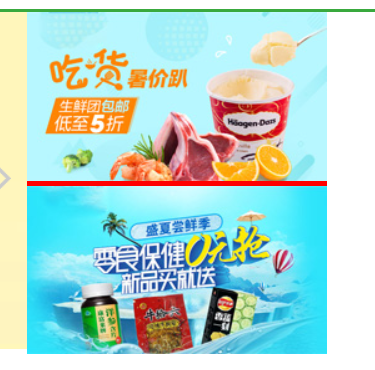 吃货暑价趴
生鲜团包邮
低至5折
Häagen-Dazs
盛夏尝鲜季
零食保健0元抢
新品买就送